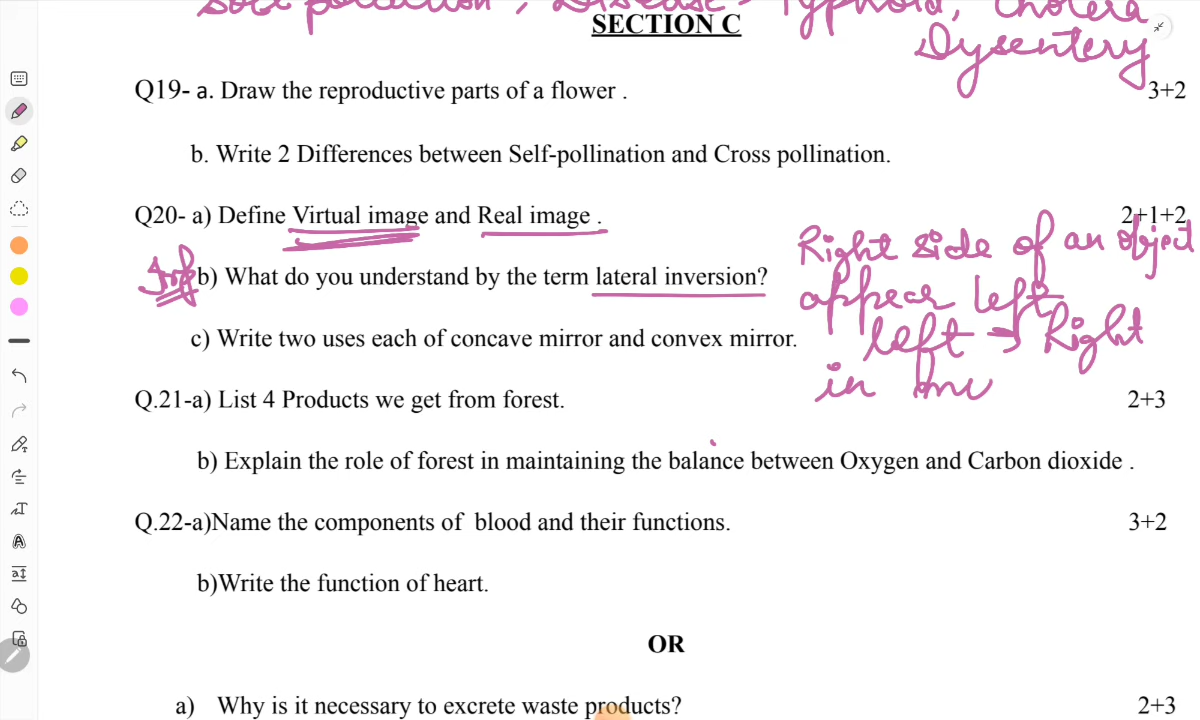 Soil pollution, Disease - Typhoid, Cholera
Dysentery
SECTION C
Q19- a. Draw the reproductive parts of a flower .
3+2
b. Write 2 Differences between Self-pollination and Cross pollination.
Q20- a) Define Virtual image and Real image .
2+1+2
b) What do you understand by the term lateral inversion?
Right side of an object
appear left
left → Right
in
c) Write two uses each of concave mirror and convex mirror.
Q.21-a) List 4 Products we get from forest.
2+3
b) Explain the role of forest in maintaining the balance between Oxygen and Carbon dioxide .
Q.22-a)Name the components of blood and their functions.
3+2
b)Write the function of heart.
OR
a) Why is it necessary to excrete waste products?
2+3